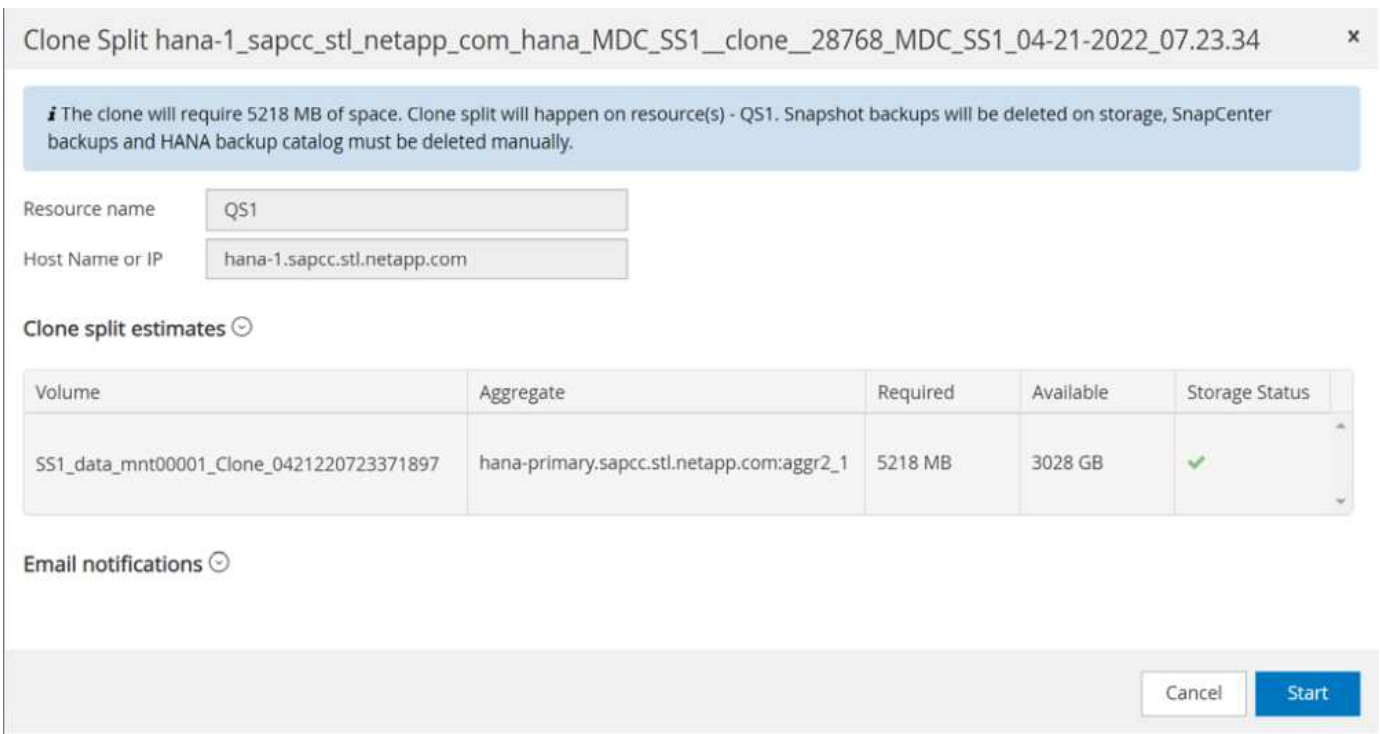 Clone Split hana-1_sapcc_stl_netapp_com_hana_MDC_SS1__clone__28768_MDC_SS1_04-21-2022_07.23.34 x
i The clone will require 5218 MB of space. Clone split will happen on resource(s) - QS1. Snapshot backups will be deleted on storage, SnapCenter
backups and HANA backup catalog must be deleted manually.
Resource name QS1
Host Name or IP hana-1.sapcc.stl.netapp.com
Clone split estimates
Volume Aggregate Required Available Storage Status
SS1_data_mnt00001_Clone_0421220723371897 hana-primary.sapcc.stl.netapp.com:aggr2_1 5218 MB 3028 GB
Email notifications
Cancel Start